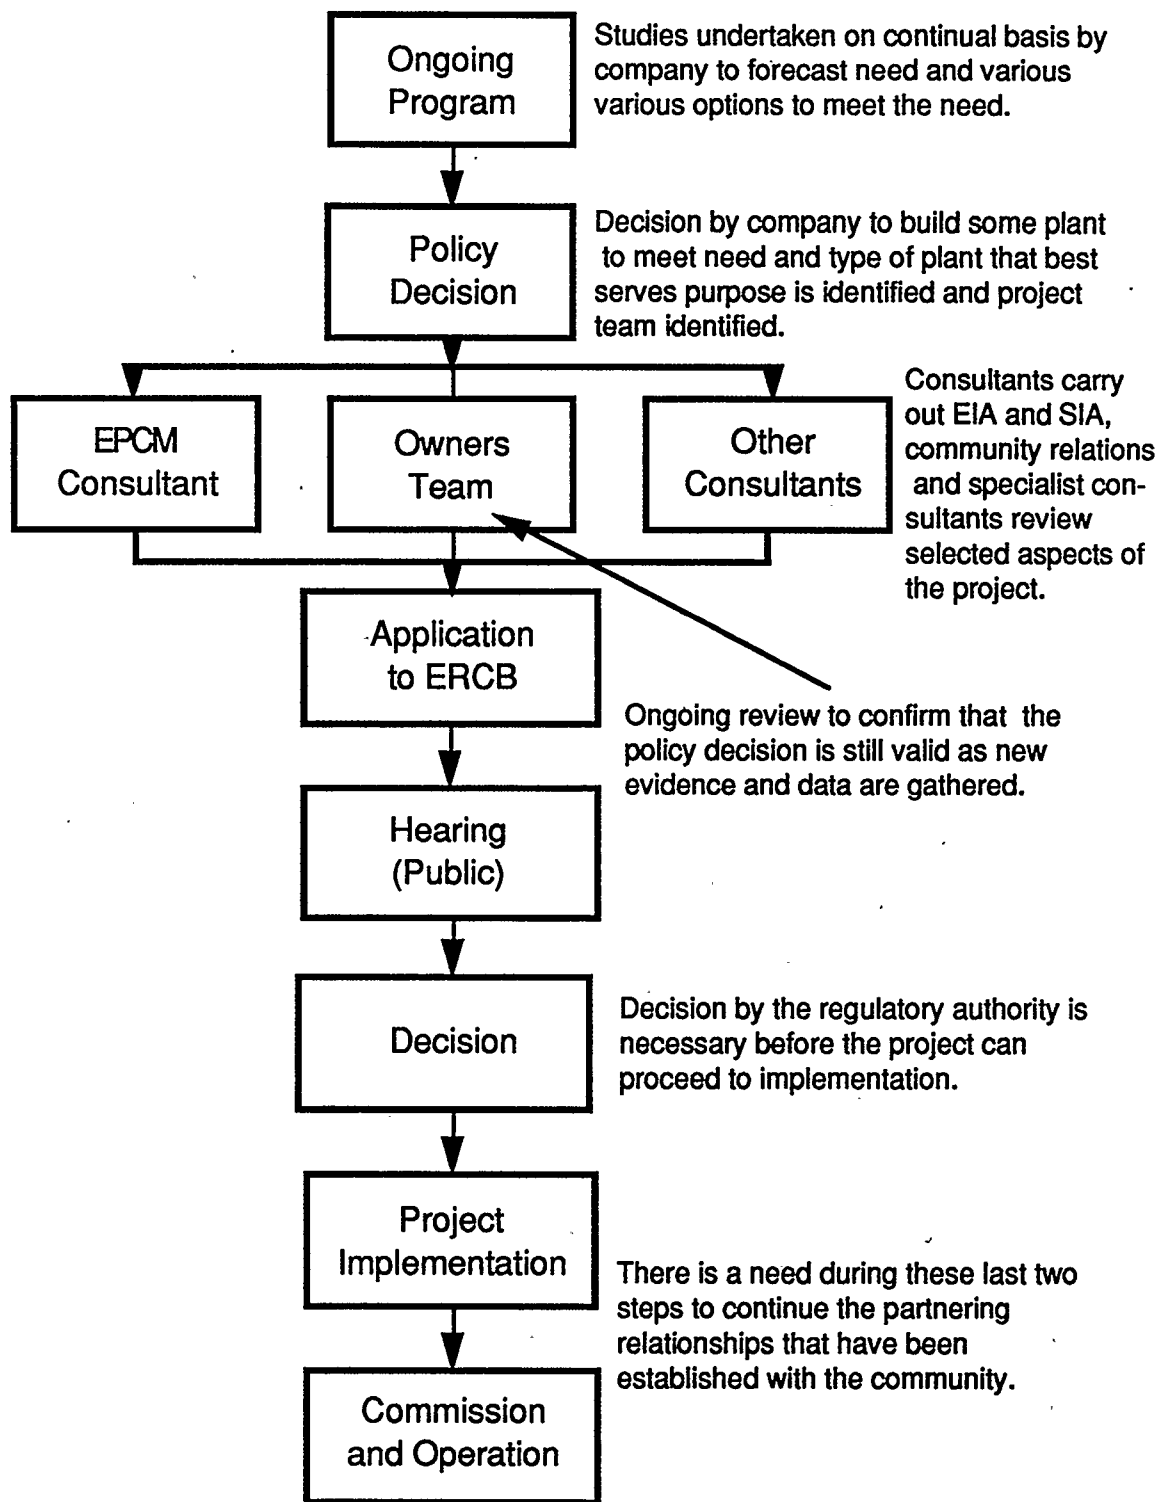 Ongoing
Program
Studies undertaken on continual basis by
company to forecast need and various
various options to meet the need.
Policy
Decision
Decision by company to build some plant
to meet need and type of plant that best
serves purpose is identified and project
team identified.
EPCM
Consultant
Owners
Team
Other
Consultants
Consultants carry
out EIA and SIA,
community relations
and specialist con-
sultants review
selected aspects of
the project.
Application
to ERCB
Ongoing review to confirm that the
policy decision is still valid as new
evidence and data are gathered.
Hearing
(Public)
Decision
Decision by the regulatory authority is
necessary before the project can
proceed to implementation.
Project
Implementation
There is a need during these last two
steps to continue the partnering
relationships that have been
established with the community.
Commission
and Operation